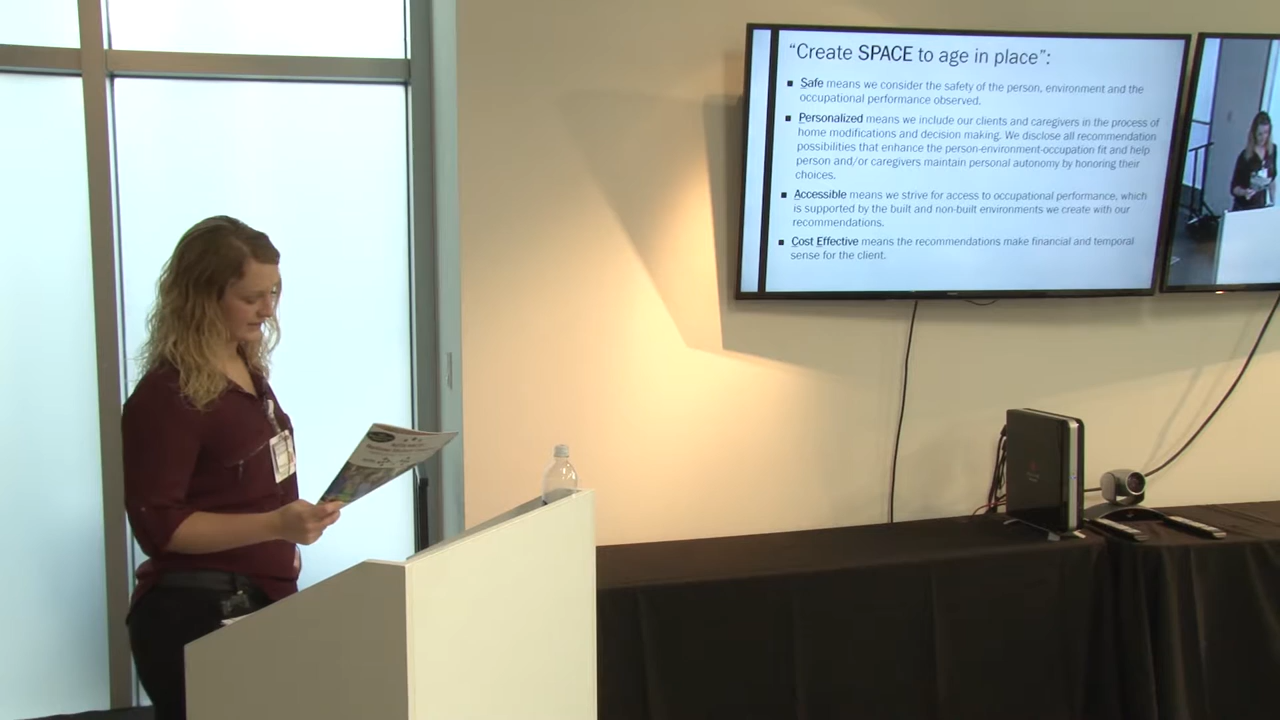 “Create SPACE to age in place”:
■ Safe means we consider the safety of the person, environment and the
occupational performance observed.
■ Personalized means we include our clients and caregivers in the process of
home modifications and decision making. We disclose all recommendation
possibilities that enhance the person-environment-occupation fit and help
person and/or caregivers maintain personal autonomy by honoring their
choices.
■ Accessible means we strive for access to occupational performance, which
is supported by the built and non-built environments we create with our
recommendations.
■ Cost Effective means the recommendations make financial and temporal
sense for the client.